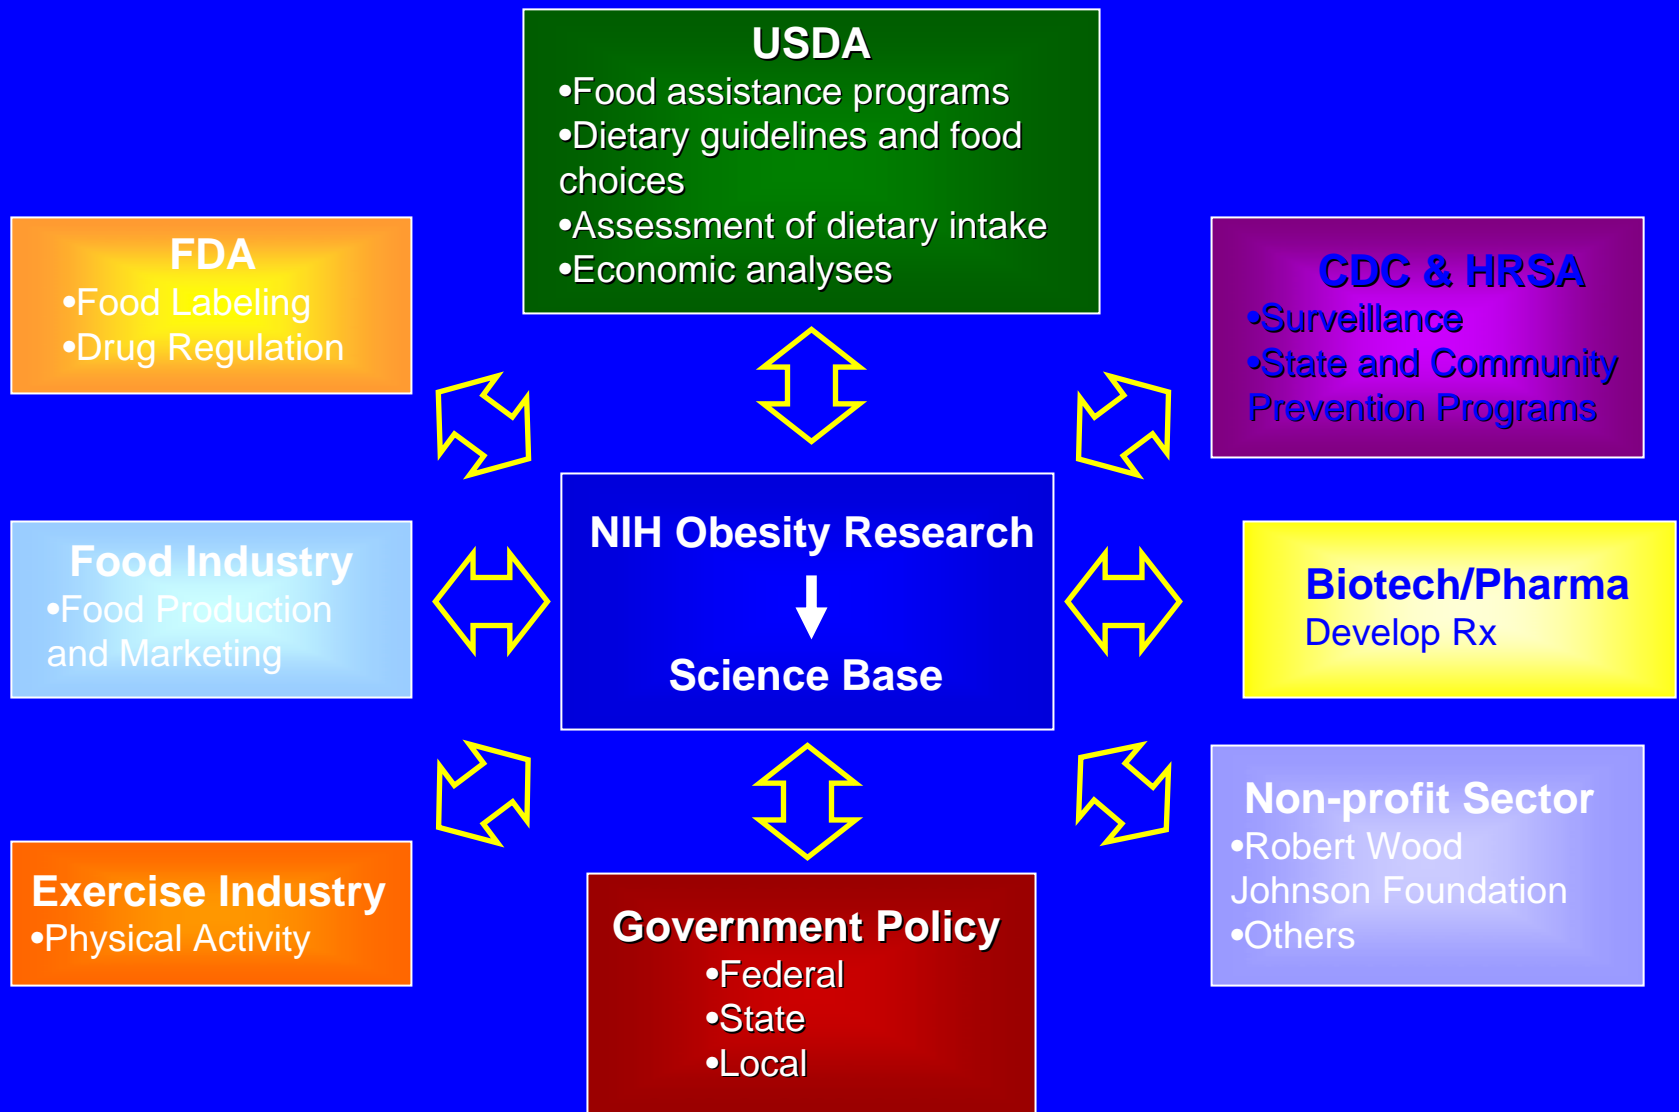 USDA
•Food assistance programs
•Dietary guidelines and food
choices
•Assessment of dietary intake
•Economic analyses
FDA
•Food Labeling
•Drug Regulation
CDC & HRSA
•Surveillance
•State and Community
Prevention Programs
Food Industry
•Food Production
and Marketing
NIH Obesity Research
Science Base
Biotech/Pharma
Develop Rx
Exercise Industry
•Physical Activity
Government Policy
•Federal
•State
•Local
Non-profit Sector
•Robert Wood
Johnson Foundation
•Others